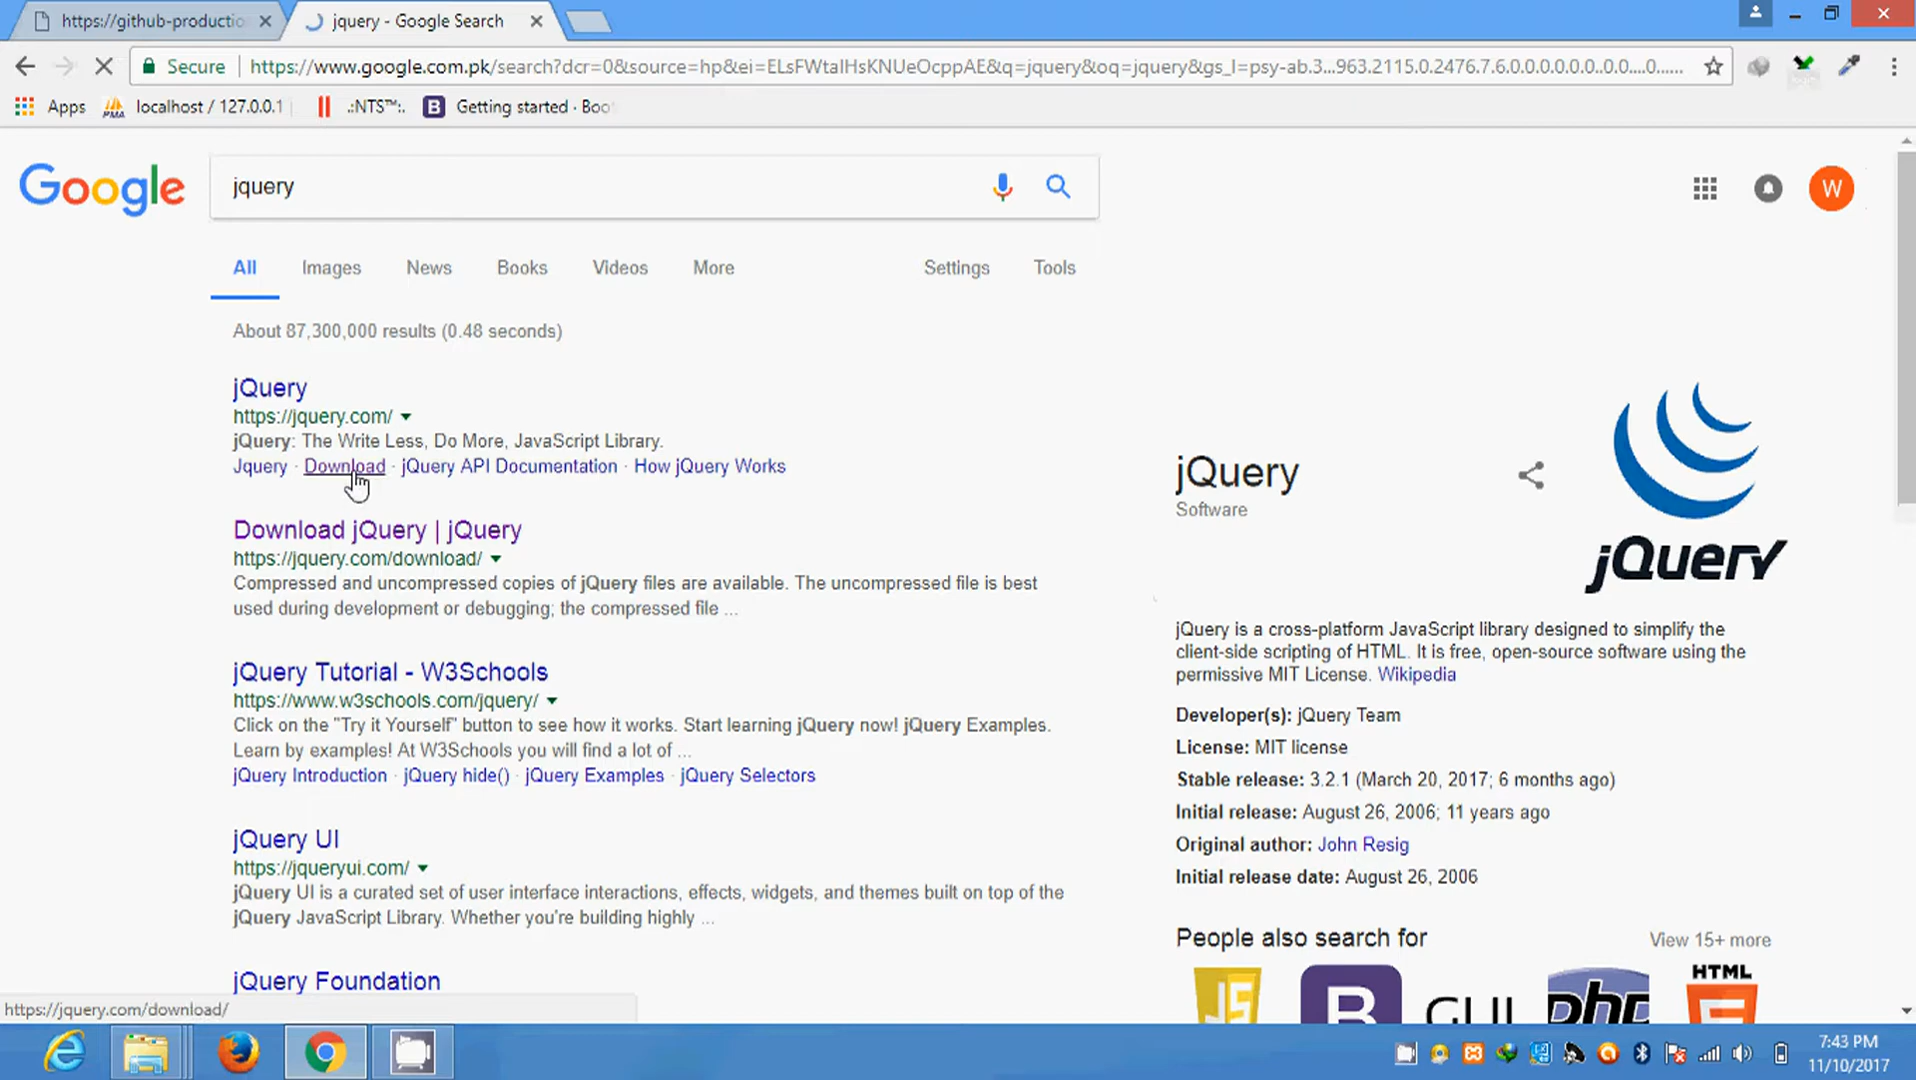 https://github-productio
jquery - Google Search
Secure
https://www.google.com.pk/search?dcr=0&source=hp&ei=ELsFWtaIHsKNUeOcppAE&q=jquery&oq=jquery&gs_l=psy-ab.3...963.2115.0.2476.7.6.0.0.0.0.0.0..0.0....0......
Apps
localhost / 127.0.0.1
.:NTS™:.
B
Getting started · Boo
Google
jquery
W
All
Images
News
Books
Videos
More
Settings
Tools
About 87,300,000 results (0.48 seconds)
jQuery
https://jquery.com/
jQuery: The Write Less, Do More, JavaScript Library.
Jquery · Download · jQuery API Documentation · How jQuery Works
Download jQuery | jQuery
https://jquery.com/download/
Compressed and uncompressed copies of jQuery files are available. The uncompressed file is best
used during development or debugging; the compressed file ...
jQuery Tutorial - W3Schools
https://www.w3schools.com/jquery/
Click on the "Try it Yourself" button to see how it works. Start learning jQuery now! jQuery Examples.
Learn by examples! At W3Schools you will find a lot of ...
jQuery Introduction · jQuery hide() · jQuery Examples · jQuery Selectors
jQuery UI
https://jqueryui.com/
jQuery UI is a curated set of user interface interactions, effects, widgets, and themes built on top of the
jQuery JavaScript Library. Whether you're building highly ...
jQuery Foundation
https://jquery.com/download/
jQuery
Software
jQuery
jQuery is a cross-platform JavaScript library designed to simplify the
client-side scripting of HTML. It is free, open-source software using the
permissive MIT License. Wikipedia
Developer(s): jQuery Team
License: MIT license
Stable release: 3.2.1 (March 20, 2017; 6 months ago)
Initial release: August 26, 2006; 11 years ago
Original author: John Resig
Initial release date: August 26, 2006
People also search for
View 15+ more
JS
B
GUI
php
HTML
5
7:43 PM
11/10/2017